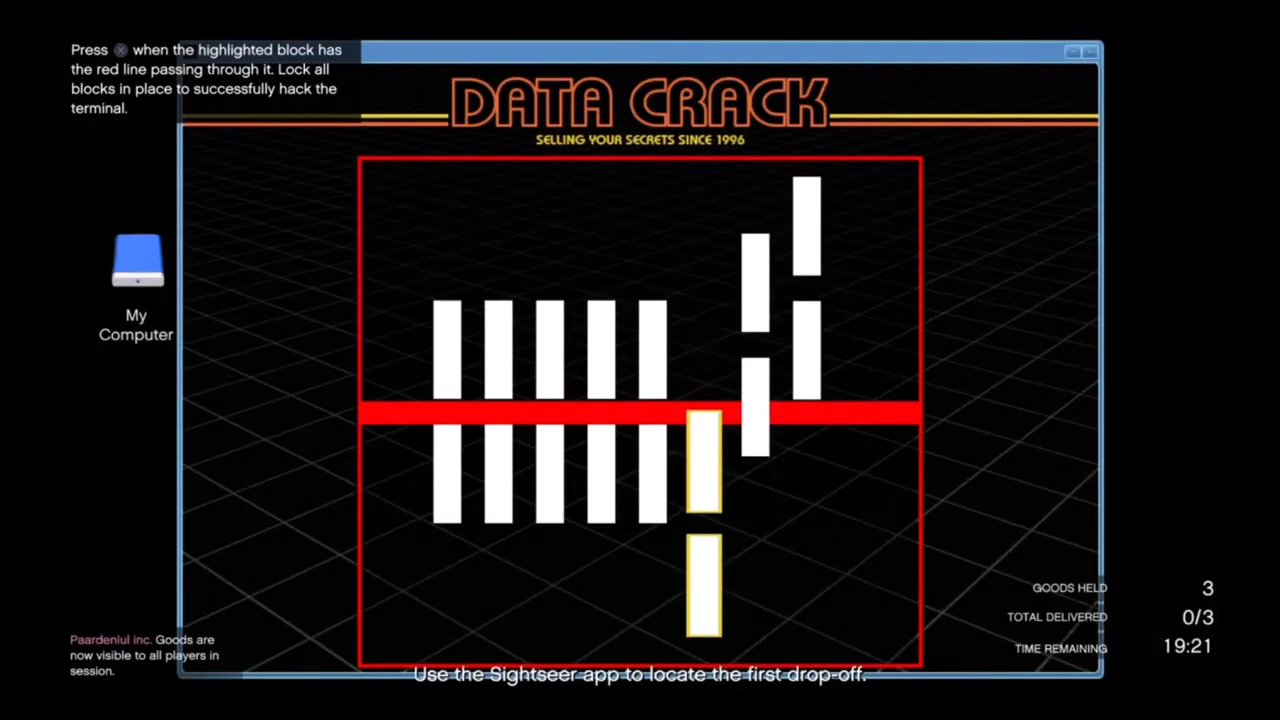 Press ⓧ when the highlighted block has
the red line passing through it. Lock all
blocks in place to successfully hack the
terminal.
DATA CRACK
SELLING YOUR SECRETS SINCE 1996
My
Computer
GOODS HELD 3
TOTAL DELIVERED 0/3
TIME REMAINING 19:21
Paardenlul inc. Goods are
now visible to all players in
session.
Use the Sightseer app to locate the first drop-off.